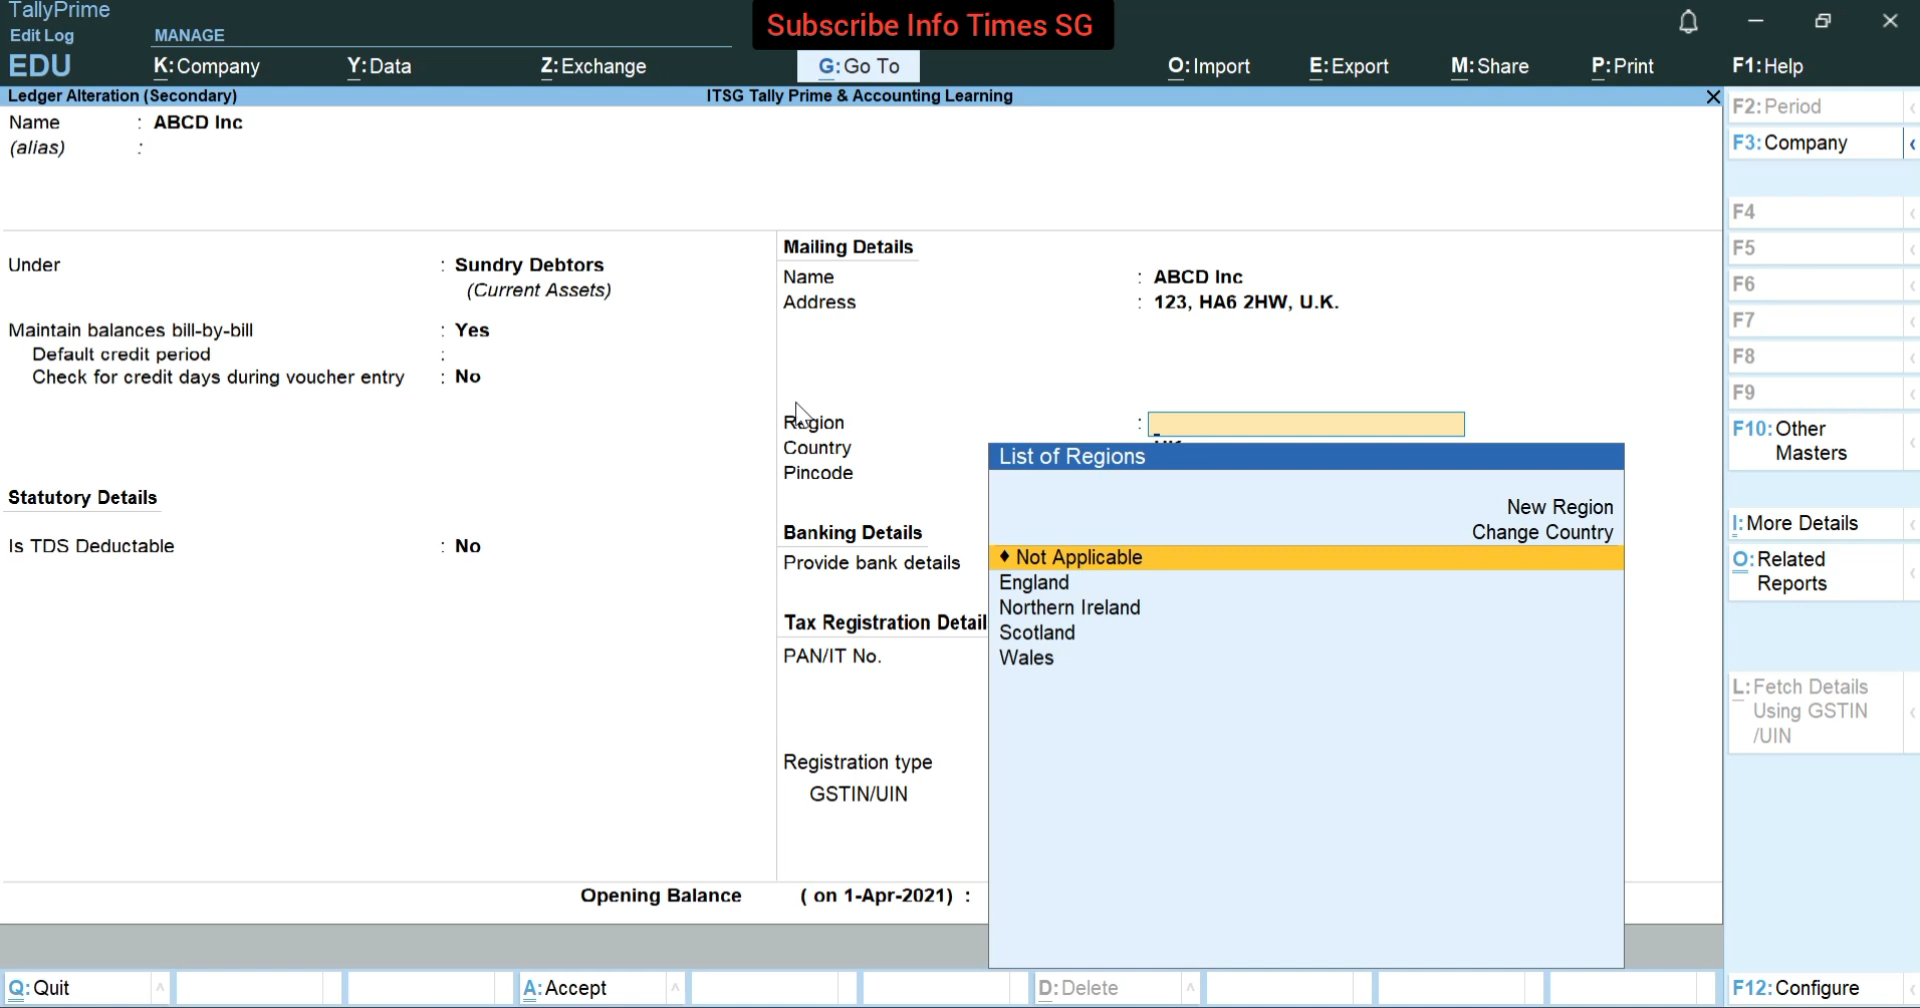 TallyPrime
Edit Log
EDU
MANAGE
Subscribe Info Times SG
K:Company
Y:Data
Z:Exchange
G:Go To
O:Import
E:Export
M:Share
P:Print
F1:Help
Ledger Alteration (Secondary)
ITSG Tally Prime & Accounting Learning
Name : ABCD Inc
(alias) :
Under : Sundry Debtors
(Current Assets)
Maintain balances bill-by-bill : Yes
Default credit period :
Check for credit days during voucher entry : No
Statutory Details
Is TDS Deductable : No
Mailing Details
Name : ABCD Inc
Address : 123, HA6 2HW, U.K.
Region :
Country
Pincode
Banking Details
Provide bank details
Tax Registration Detail
PAN/IT No.
Registration type
GSTIN/UIN
List of Regions
New Region
Change Country
♦ Not Applicable
England
Northern Ireland
Scotland
Wales
Opening Balance ( on 1-Apr-2021) :
F2:Period
F3:Company
F4
F5
F6
F7
F8
F9
F10:Other
Masters
I:More Details
O:Related
Reports
L:Fetch Details
Using GSTIN
/UIN
Q:Quit
A:Accept
D:Delete
F12:Configure